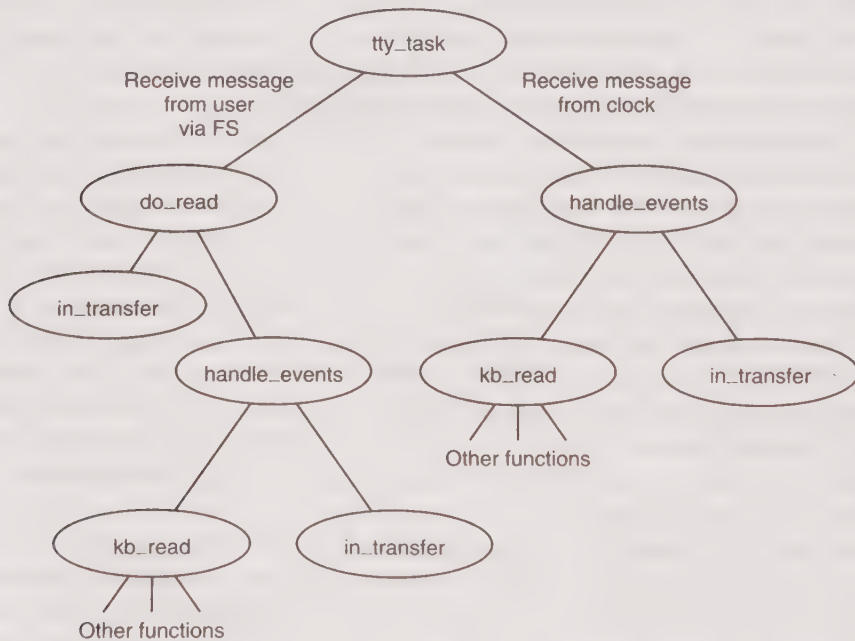 tty_task
Receive message
from user
via FS
Receive message
from clock
do_read
handle_events
in_transfer
handle_events
kb_read
in_transfer
Other functions
kb_read
in_transfer
Other functions